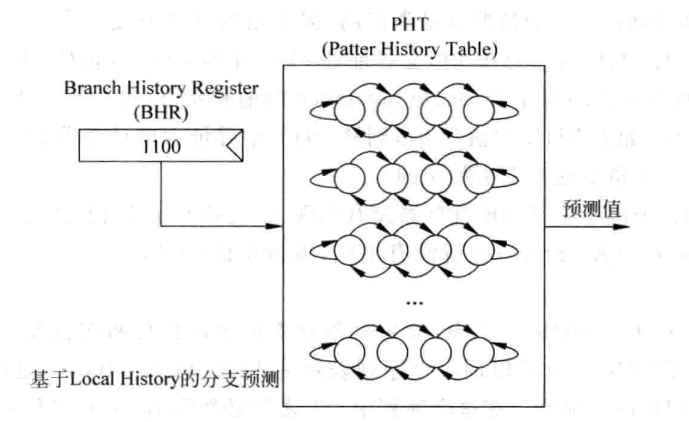 PHT
(Patter History Table)
Branch History Register
(BHR)
1100
预测值
...
基于Local History的分支预测